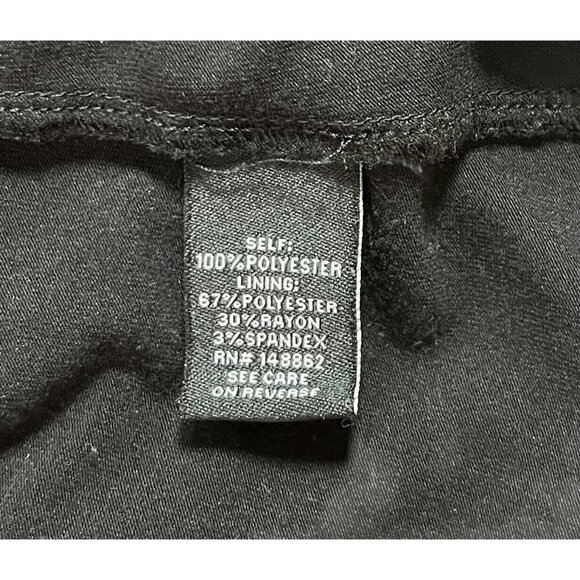 SELF:
100%POLYESTER
LINING:
67%POLYESTER
30%RAYON
3%SPANDEX
RN# 148862
SEE CARE
ON REVERSE